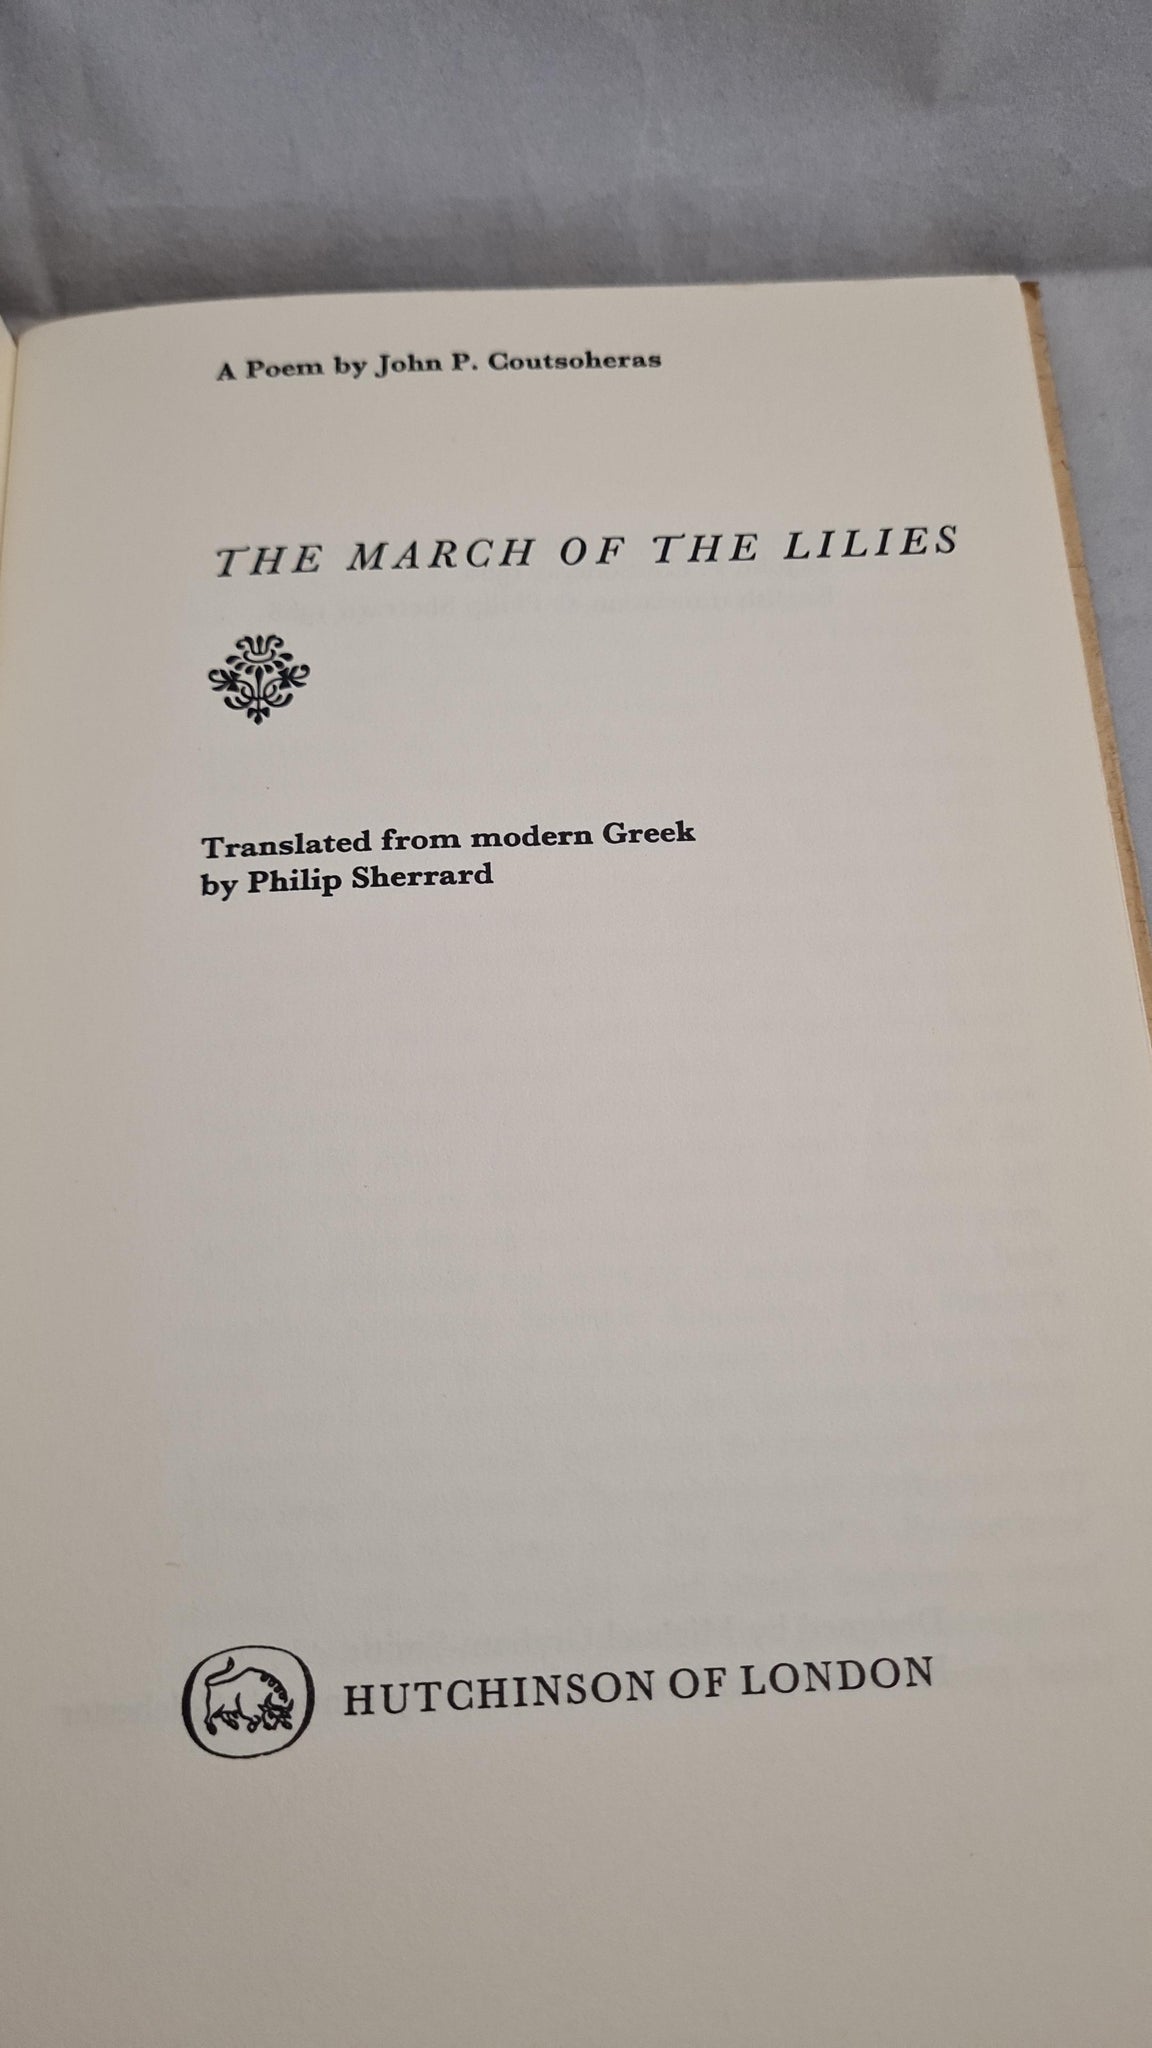 A Poem by John P. Coutsoheras
THE MARCH OF THE LILIES
Translated from modern Greek
by Philip Sherrard
HUTCHINSON OF LONDON